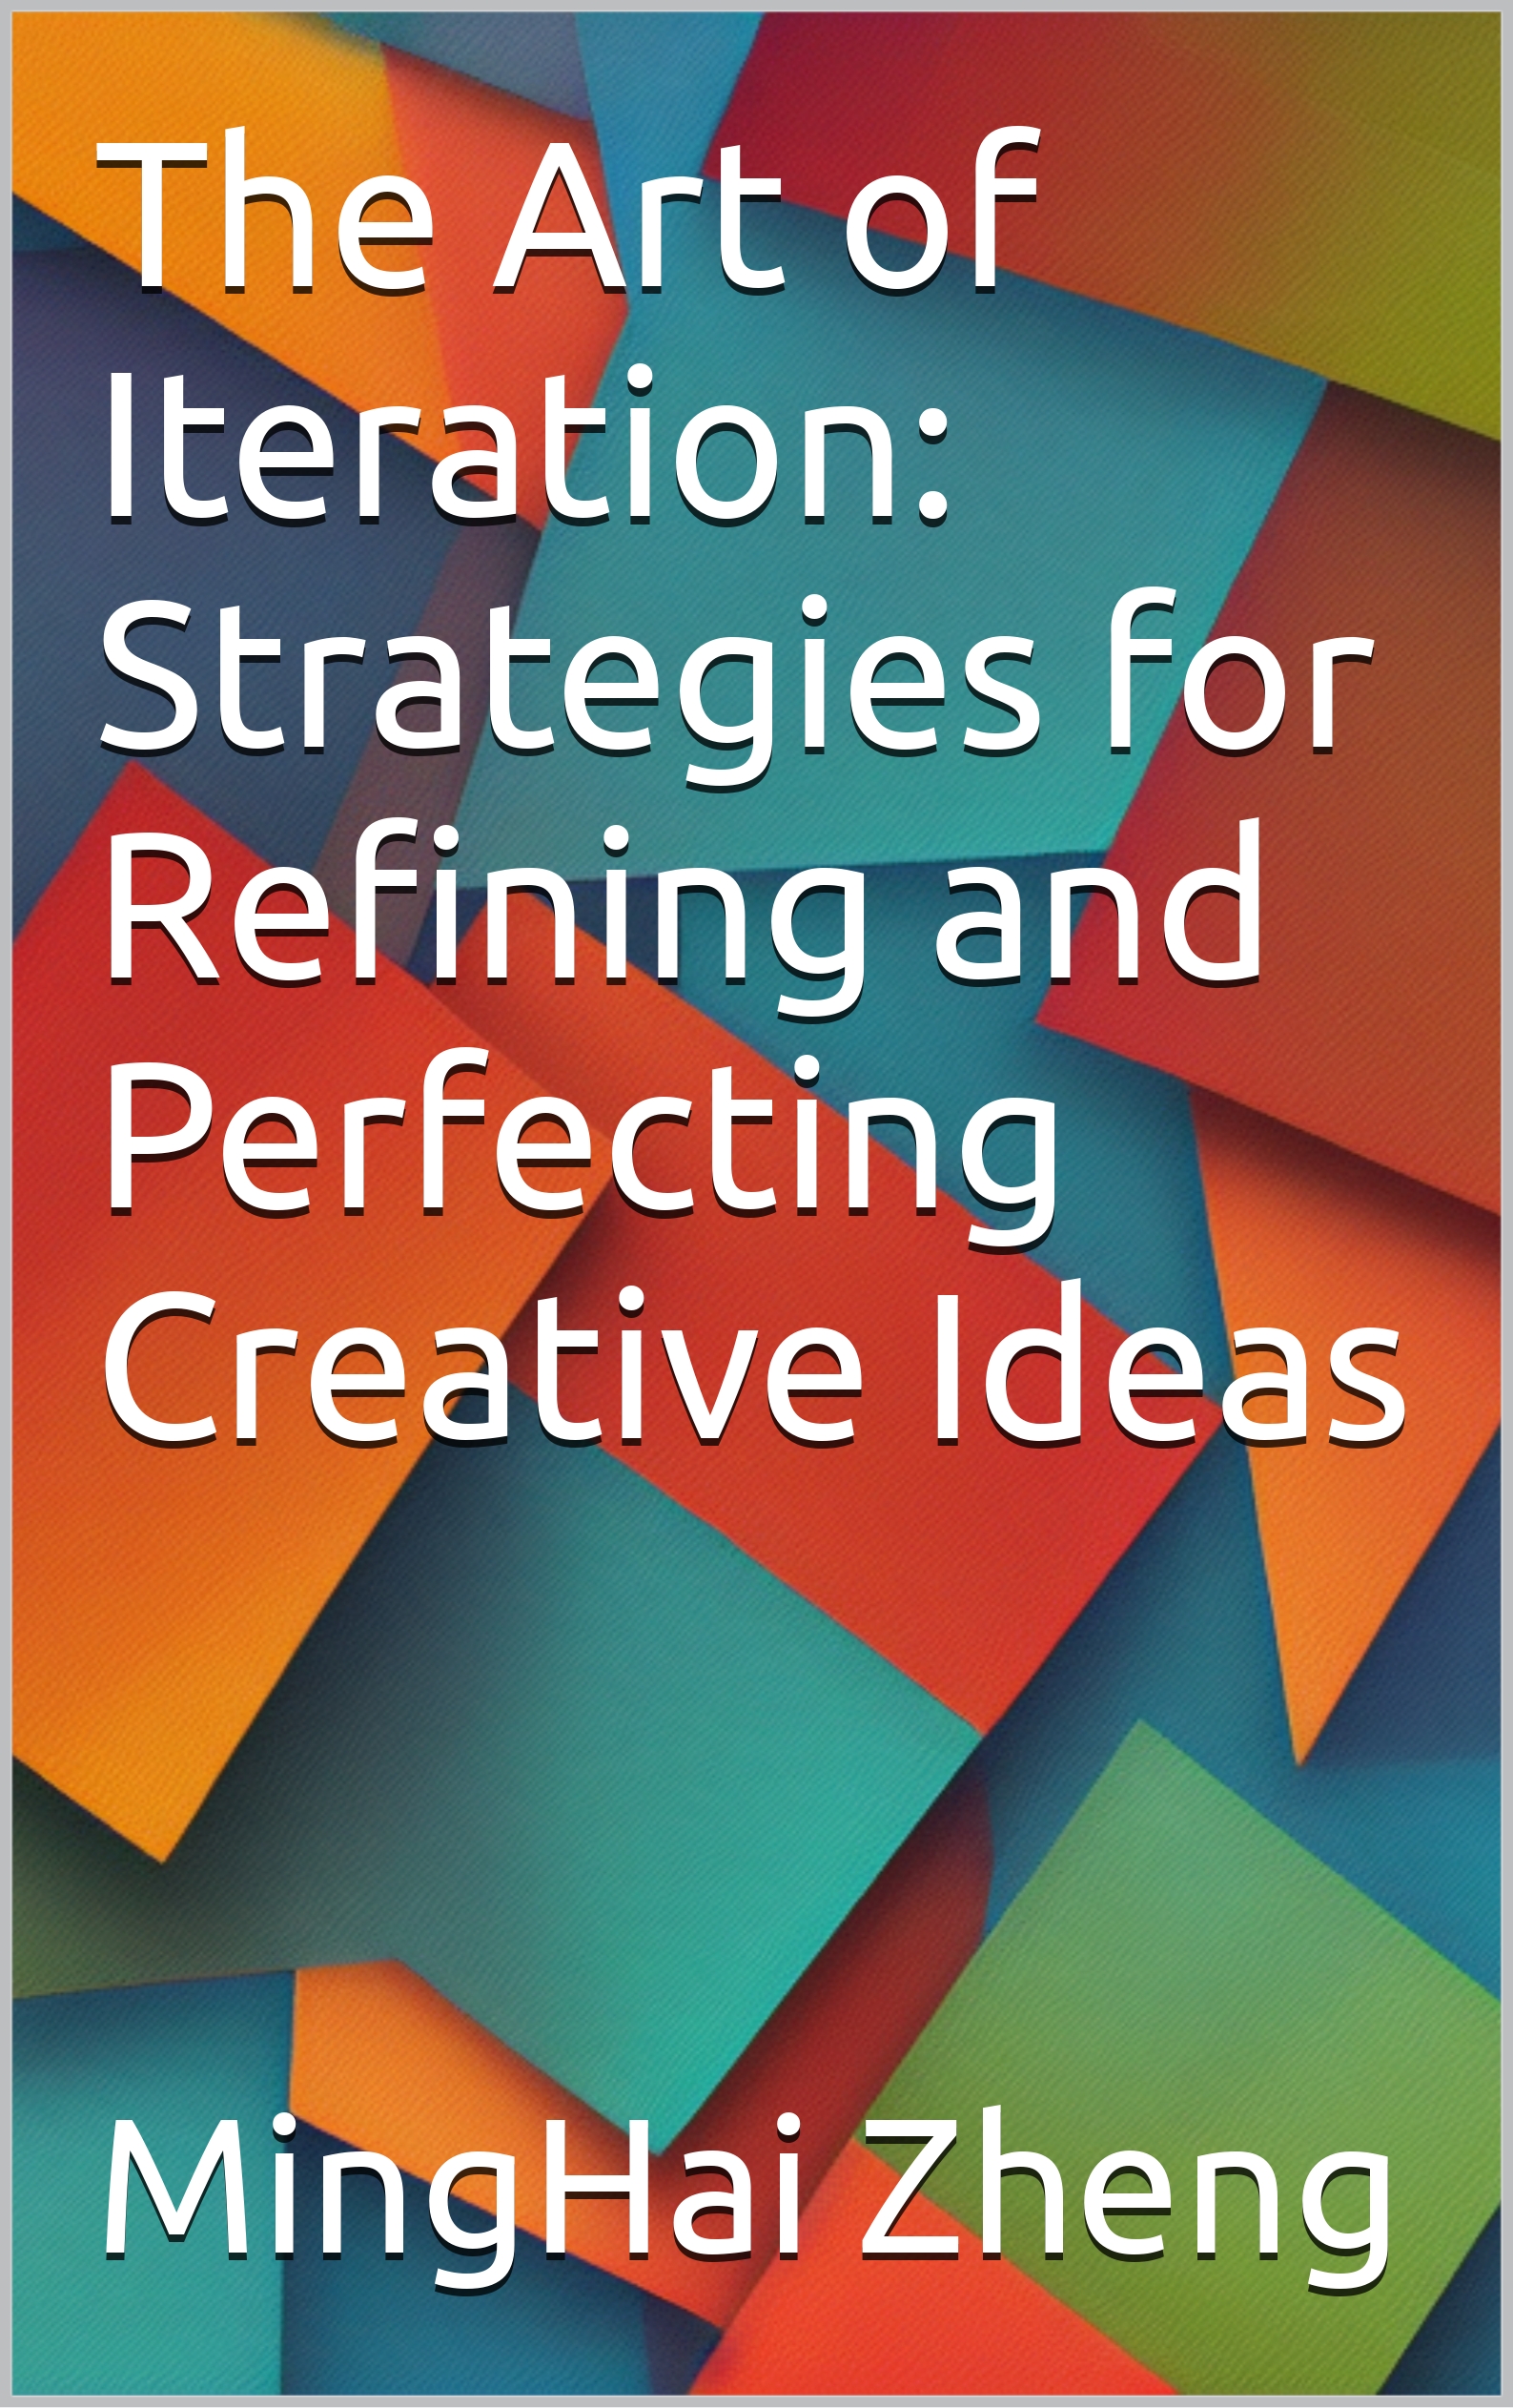 The Art of
Iteration:
Strategies for
Refining and
Perfecting
Creative Ideas
MingHai Zheng